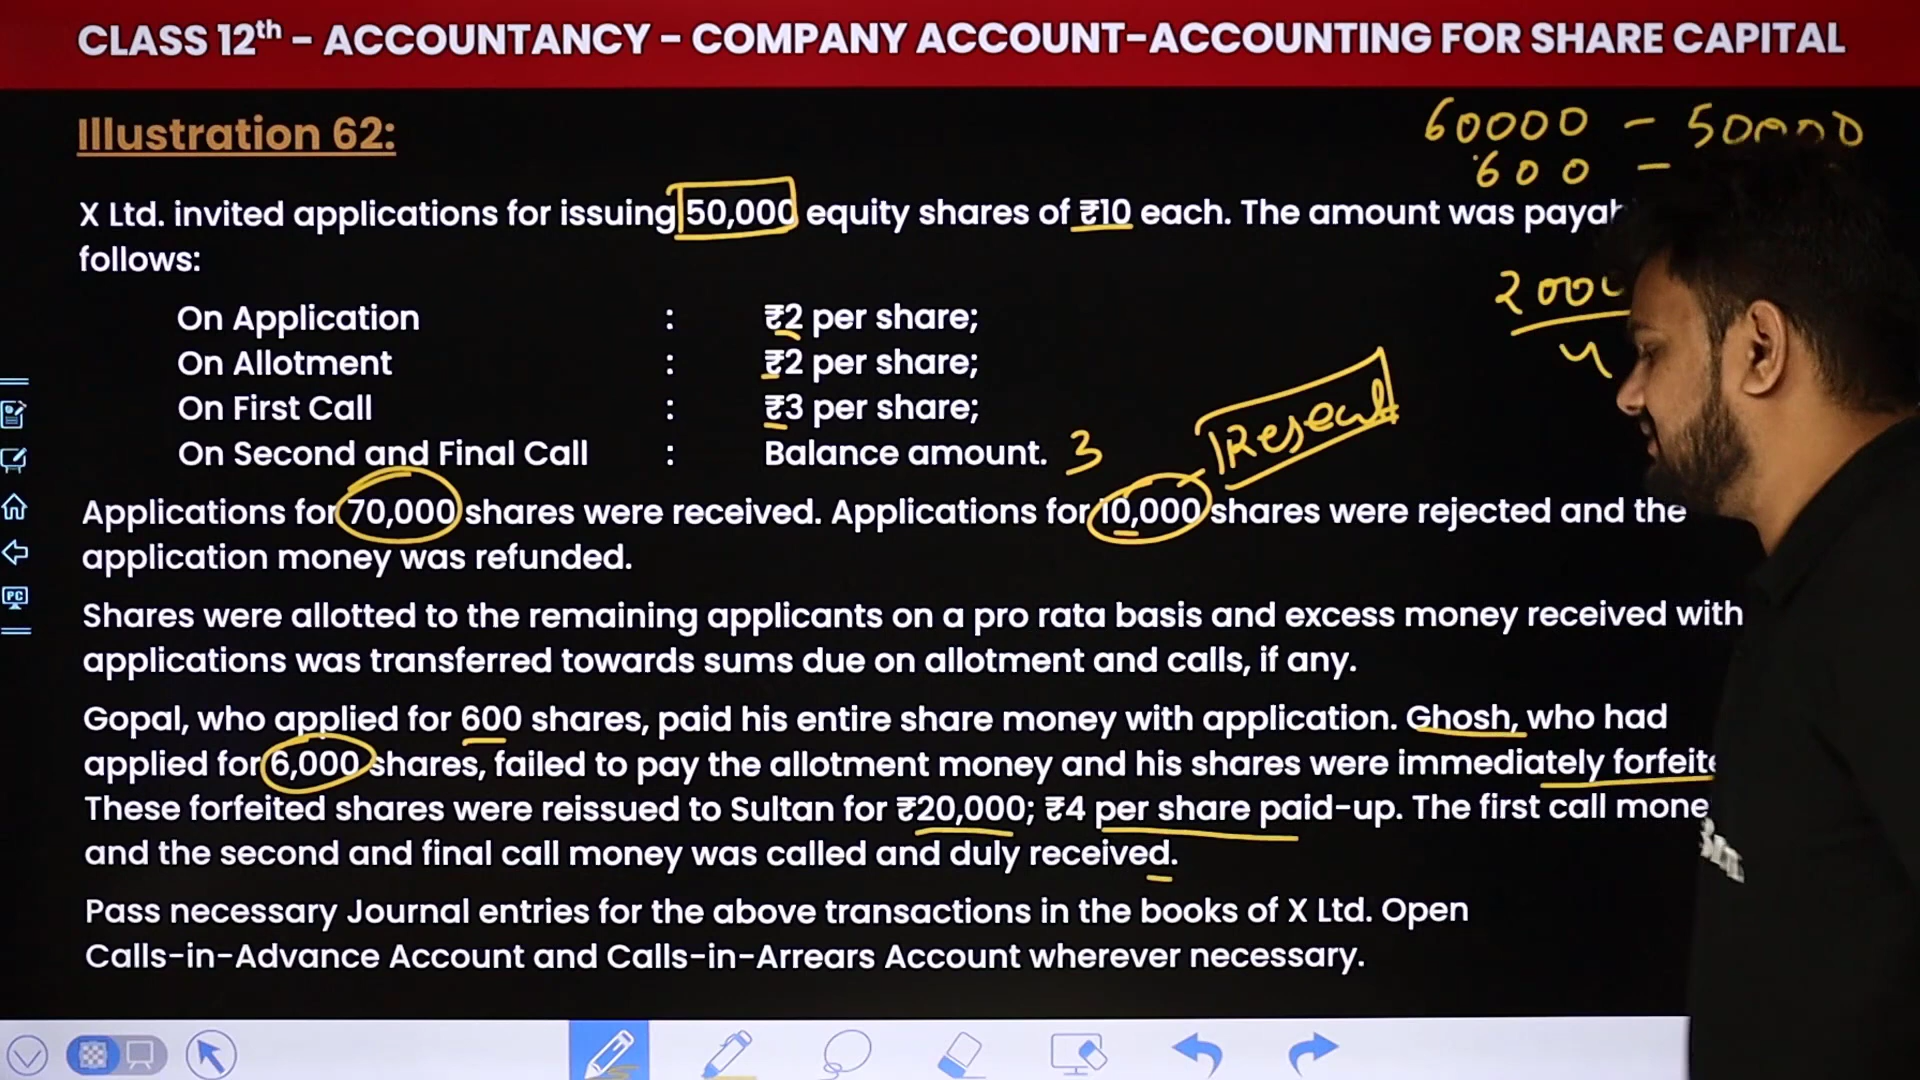 CLASS 12th - ACCOUNTANCY - COMPANY ACCOUNT-ACCOUNTING FOR SHARE CAPITAL
Illustration 62:
60000 - 50000
600 -
X Ltd. invited applications for issuing 50,000 equity shares of ₹10 each. The amount was
follows:
On Application : ₹2 per share;
On Allotment : ₹2 per share;
On First Call : ₹3 per share;
On Second and Final Call : Balance amount. 3
Applications for 70,000 shares were received. Applications for 10,000 shares were rejected and the
application money was refunded.
Shares were allotted to the remaining applicants on a pro rata basis and excess money received with
applications was transferred towards sums due on allotment and calls, if any.
Gopal, who applied for 600 shares, paid his entire share money with application. Ghosh, who had
applied for 6,000 shares, failed to pay the allotment money and his shares were immediately
These forfeited shares were reissued to Sultan for ₹20,000; ₹4 per share paid-up. The first call
and the second and final call money was called and duly received.
Pass necessary Journal entries for the above transactions in the books of X Ltd. Open
Calls-in-Advance Account and Calls-in-Arrears Account wherever necessary.
PC